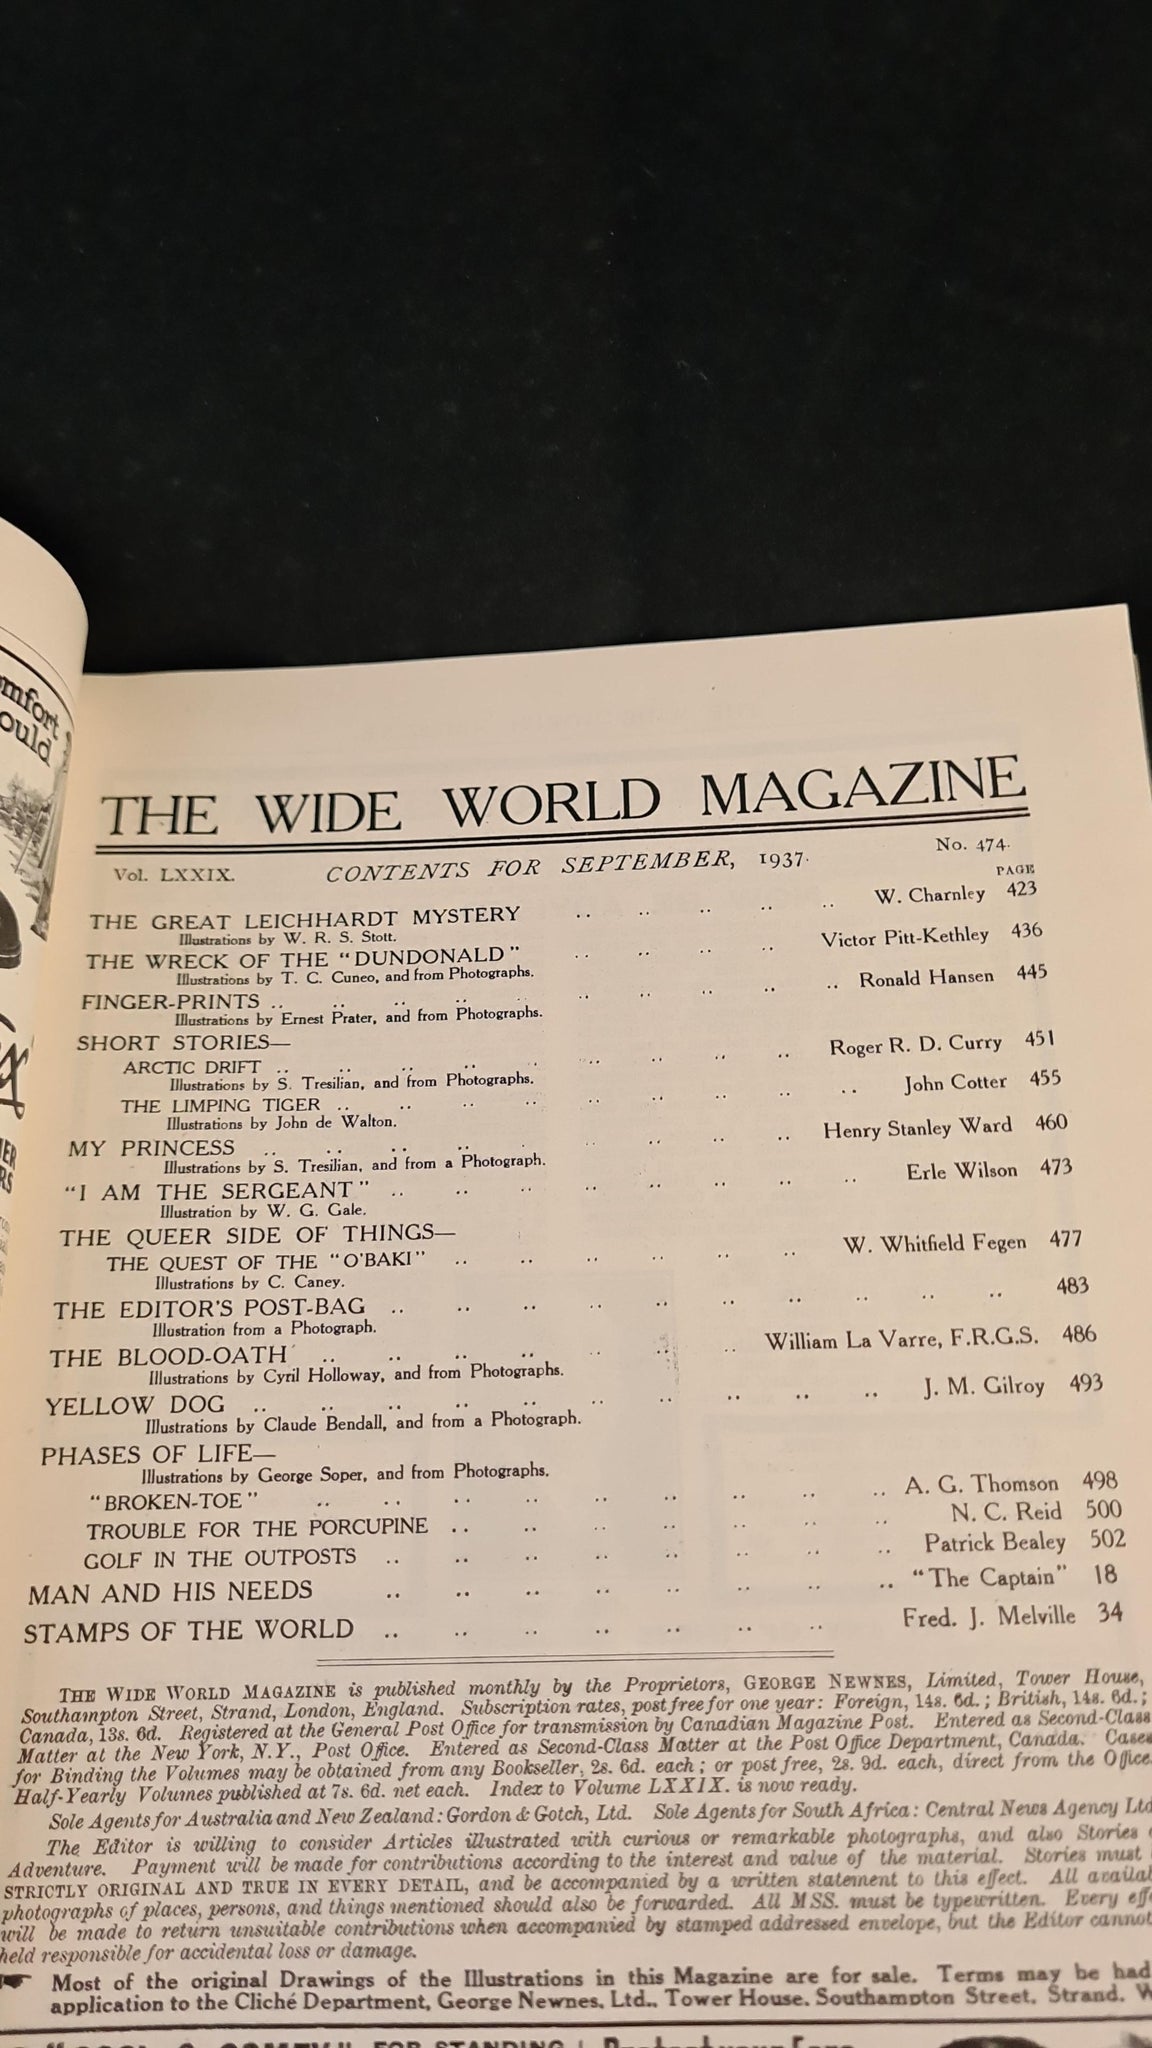 omfort
ould
THE WIDE WORLD MAGAZINE
Vol. LXXIX. CONTENTS FOR SEPTEMBER, 1937. No. 474.
PAGE
THE GREAT LEICHHARDT MYSTERY .. .. .. .. .. W. Charnley 423
Illustrations by W. R. S. Stott.
THE WRECK OF THE "DUNDONALD" .. .. .. .. Victor Pitt-Kethley 436
Illustrations by T. C. Cuneo, and from Photographs.
FINGER-PRINTS .. .. .. .. .. .. .. .. .. Ronald Hansen 445
Illustrations by Ernest Prater, and from Photographs.
SHORT STORIES—
ARCTIC DRIFT .. .. .. .. .. .. .. .. Roger R. D. Curry 451
Illustrations by S. Tresilian, and from Photographs.
THE LIMPING TIGER .. .. .. .. .. .. .. .. John Cotter 455
Illustrations by John de Walton.
MY PRINCESS .. .. .. .. .. .. .. .. Henry Stanley Ward 460
Illustrations by S. Tresilian, and from a Photograph.
"I AM THE SERGEANT" .. .. .. .. .. .. .. .. Erle Wilson 473
Illustration by W. G. Gale.
THE QUEER SIDE OF THINGS—
THE QUEST OF THE "O'BAKI" .. .. .. .. .. .. W. Whitfield Fegen 477
Illustrations by C. Caney.
THE EDITOR'S POST-BAG .. .. .. .. .. .. .. .. .. .. 483
Illustration from a Photograph.
THE BLOOD-OATH .. .. .. .. .. .. .. William La Varre, F.R.G.S. 486
Illustrations by Cyril Holloway, and from Photographs.
YELLOW DOG .. .. .. .. .. .. .. .. .. .. J. M. Gilroy 493
Illustrations by Claude Bendall, and from a Photograph.
PHASES OF LIFE—
Illustrations by George Soper, and from Photographs.
"BROKEN-TOE" .. .. .. .. .. .. .. .. .. A. G. Thomson 498
TROUBLE FOR THE PORCUPINE .. .. .. .. .. .. .. N. C. Reid 500
GOLF IN THE OUTPOSTS .. .. .. .. .. .. .. .. Patrick Bealey 502
MAN AND HIS NEEDS .. .. .. .. .. .. .. .. "The Captain" 18
STAMPS OF THE WORLD .. .. .. .. .. .. .. Fred. J. Melville 34
THE WIDE WORLD MAGAZINE is published monthly by the Proprietors, GEORGE NEWNES, Limited, Tower House,
Southampton Street, Strand, London, England. Subscription rates, post free for one year: Foreign, 14s. 6d.; British, 14s. 6d.;
Canada, 13s. 6d. Registered at the General Post Office for transmission by Canadian Magazine Post. Entered as Second-Class
Matter at the New York, N.Y., Post Office. Entered as Second-Class Matter at the Post Office Department, Canada. Cases
for Binding the Volumes may be obtained from any Bookseller, 2s. 6d. each; or post free, 2s. 9d. each, direct from the Office.
Half-Yearly Volumes published at 7s. 6d. net each. Index to Volume LXXIX. is now ready.
Sole Agents for Australia and New Zealand: Gordon & Gotch, Ltd. Sole Agents for South Africa: Central News Agency Ltd
The Editor is willing to consider Articles illustrated with curious or remarkable photographs, and also Stories
Adventure. Payment will be made for contributions according to the interest and value of the material. Stories must
STRICTLY ORIGINAL AND TRUE IN EVERY DETAIL, and be accompanied by a written statement to this effect. All availab
photographs of places, persons, and things mentioned should also be forwarded. All MSS. must be typewritten. Every eff
will be made to return unsuitable contributions when accompanied by stamped addressed envelope, but the Editor cannot
held responsible for accidental loss or damage.
Most of the original Drawings of the Illustrations in this Magazine are for sale. Terms may be had
application to the Cliché Department, George Newnes, Ltd., Tower House, Southampton Street, Strand, W
FOR STANDING